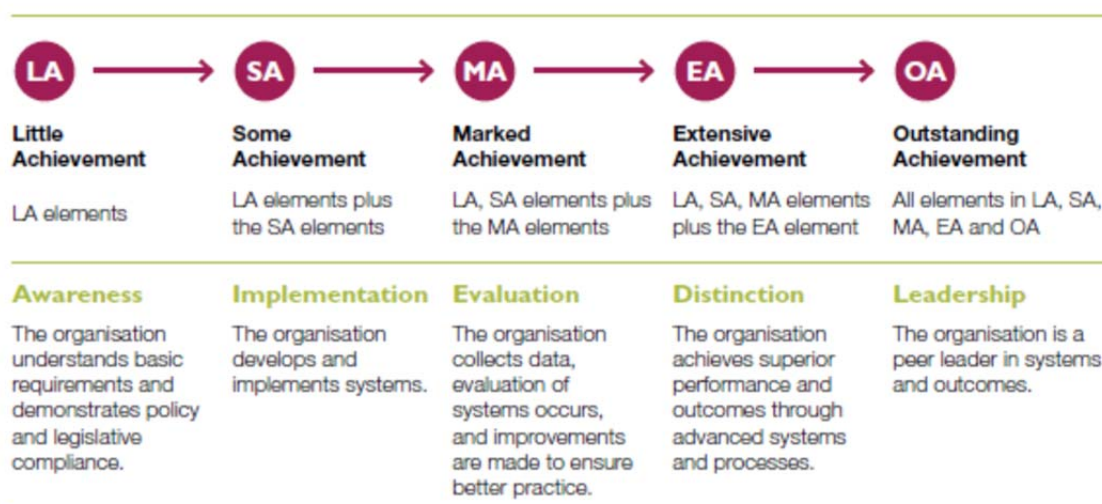 LA
SA
MA
EA
OA
Little
Achievement
Some
Achievement
Marked
Achievement
Extensive
Achievement
Outstanding
Achievement
LA elements
LA elements plus
the SA elements
LA, SA elements plus
the MA elements
LA, SA, MA elements
plus the EA element
All elements in LA, SA,
MA, EA and OA
Awareness
The organisation
understands basic
requirements and
demonstrates policy
and legislative
compliance.
Implementation
The organisation
develops and
implements systems.
Evaluation
The organisation
collects data,
evaluation of
systems occurs,
and improvements
are made to ensure
better practice.
Distinction
The organisation
achieves superior
performance and
outcomes through
advanced systems
and processes.
Leadership
The organisation is a
peer leader in systems
and outcomes.